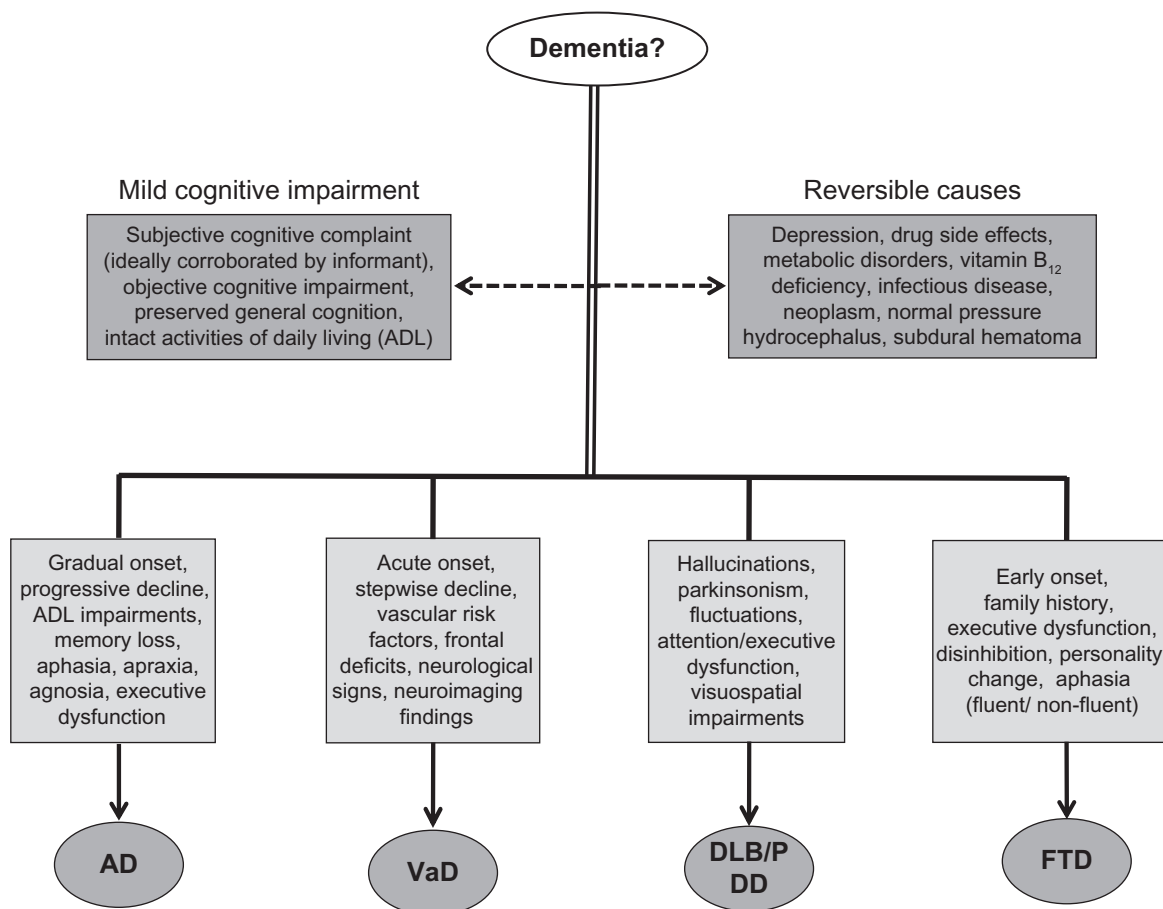 Dementia?
Mild cognitive impairment
Subjective cognitive complaint
(ideally corroborated by informant),
objective cognitive impairment,
preserved general cognition,
intact activities of daily living (ADL)
Reversible causes
Depression, drug side effects,
metabolic disorders, vitamin B₁₂
deficiency, infectious disease,
neoplasm, normal pressure
hydrocephalus, subdural hematoma
Gradual onset,
progressive decline,
ADL impairments,
memory loss,
aphasia, apraxia,
agnosia, executive
dysfunction
Acute onset,
stepwise decline,
vascular risk
factors, frontal
deficits, neurological
signs, neuroimaging
findings
Hallucinations,
parkinsonism,
fluctuations,
attention/executive
dysfunction,
visuospatial
impairments
Early onset,
family history,
executive dysfunction,
disinhibition, personality
change, aphasia
(fluent/ non-fluent)
AD
VaD
DLB/P
DD
FTD